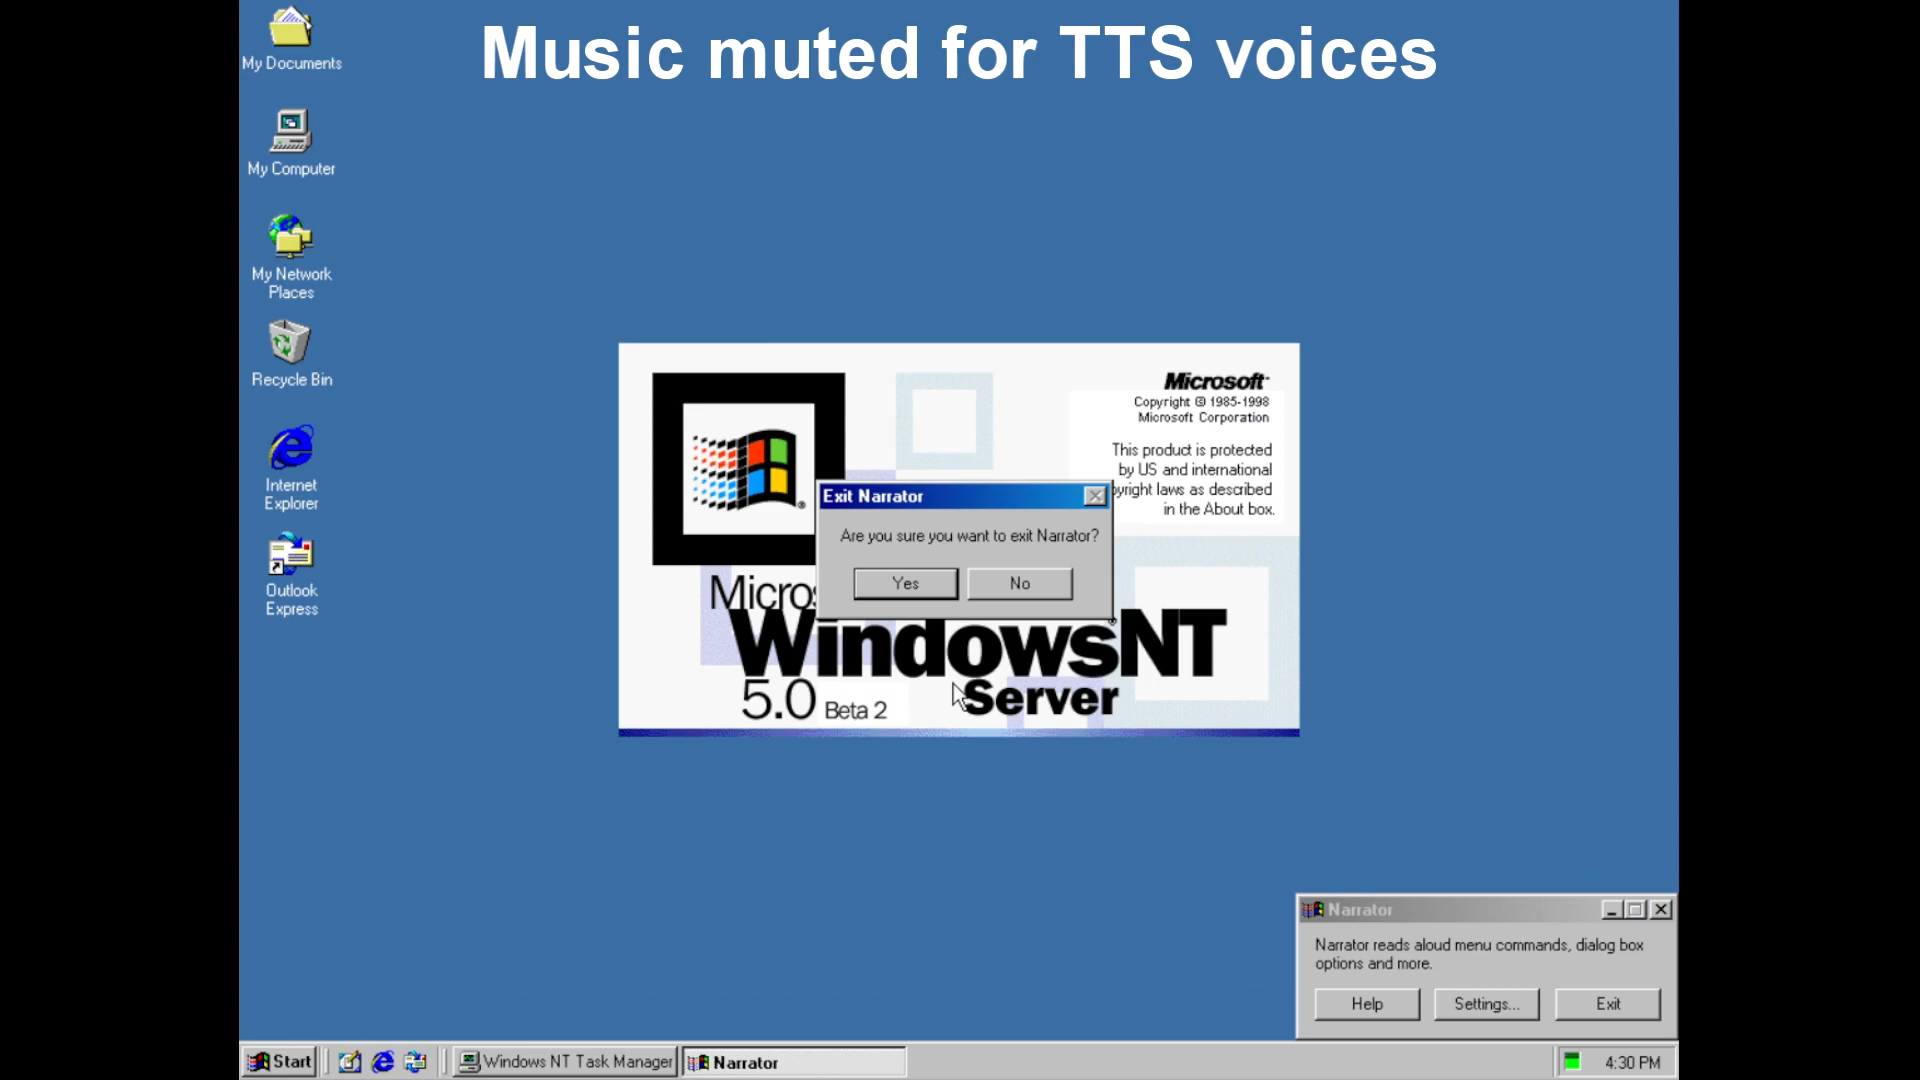 Music muted for TTS voices
My Documents
My Computer
My Network
Places
Recycle Bin
Internet
Explorer
Outlook
Express
Microsoft
Copyright © 1985-1998
Microsoft Corporation
This product is protected
by US and international
pyright laws as described
in the About box.
Exit Narrator
Are you sure you want to exit Narrator?
Yes No
Micros
WindowsNT
5.0 Beta 2 Server
Narrator
Narrator reads aloud menu commands, dialog box
options and more.
Help Settings... Exit
Start Windows NT Task Manager Narrator 4:30 PM